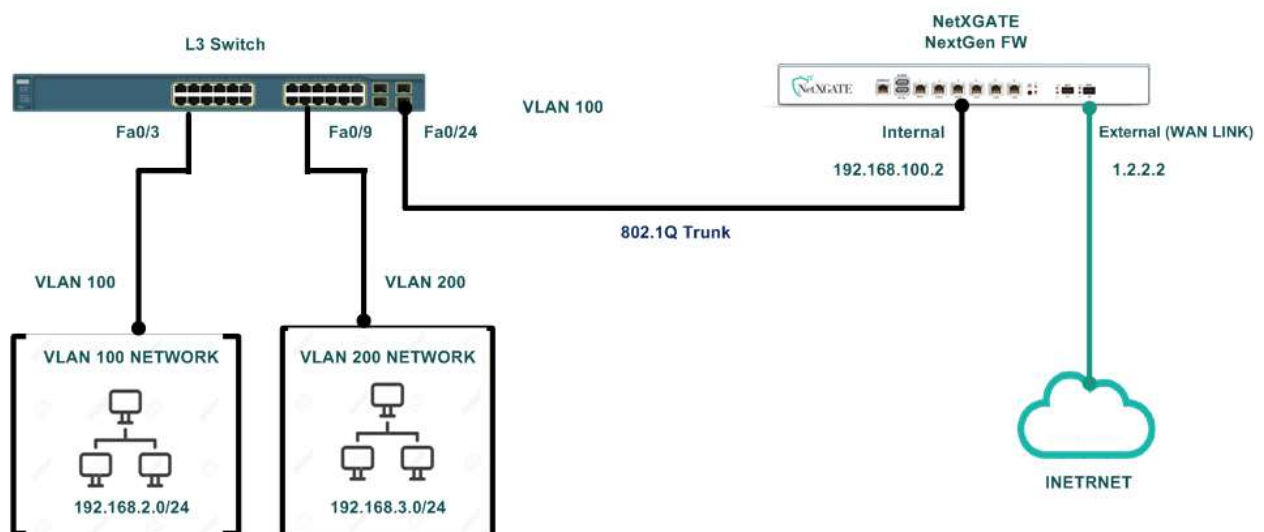 NetXGATE
NextGen FW
L3 Switch
NetXGATE
VLAN 100
Fa0/3
Fa0/9
Fa0/24
Internal
External (WAN LINK)
192.168.100.2
1.2.2.2
802.1Q Trunk
VLAN 100
VLAN 200
VLAN 100 NETWORK
VLAN 200 NETWORK
192.168.2.0/24
192.168.3.0/24
INETRNET